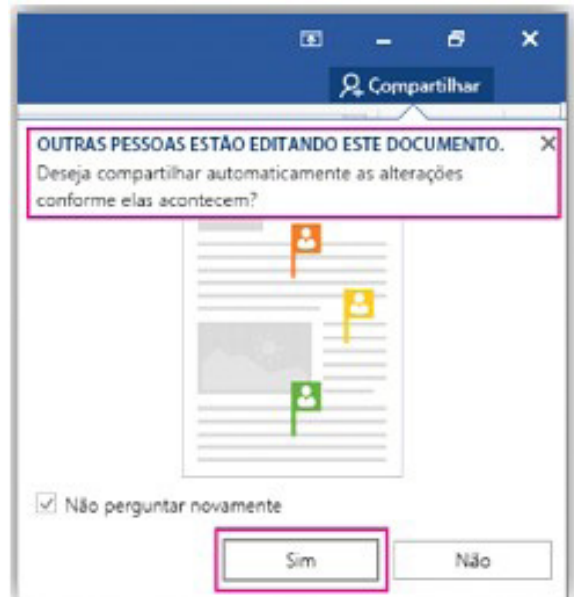 Compartilhar
OUTRAS PESSOAS ESTÃO EDITANDO ESTE DOCUMENTO.
Deseja compartilhar automaticamente as alterações
conforme elas acontecem?
Não perguntar novamente
Sim
Não